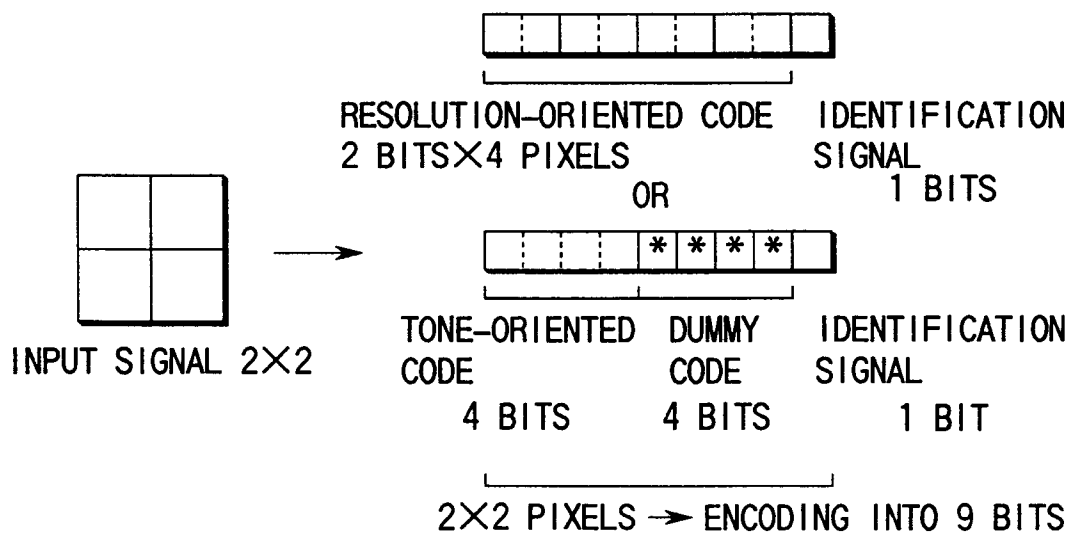 RESOLUTION-ORIENTED CODE
2 BITS×4 PIXELS
IDENTIFICATION
SIGNAL
1 BITS
OR
* * * *
INPUT SIGNAL 2×2
TONE-ORIENTED
CODE
4 BITS
DUMMY
CODE
4 BITS
IDENTIFICATION
SIGNAL
1 BIT
2×2 PIXELS → ENCODING INTO 9 BITS